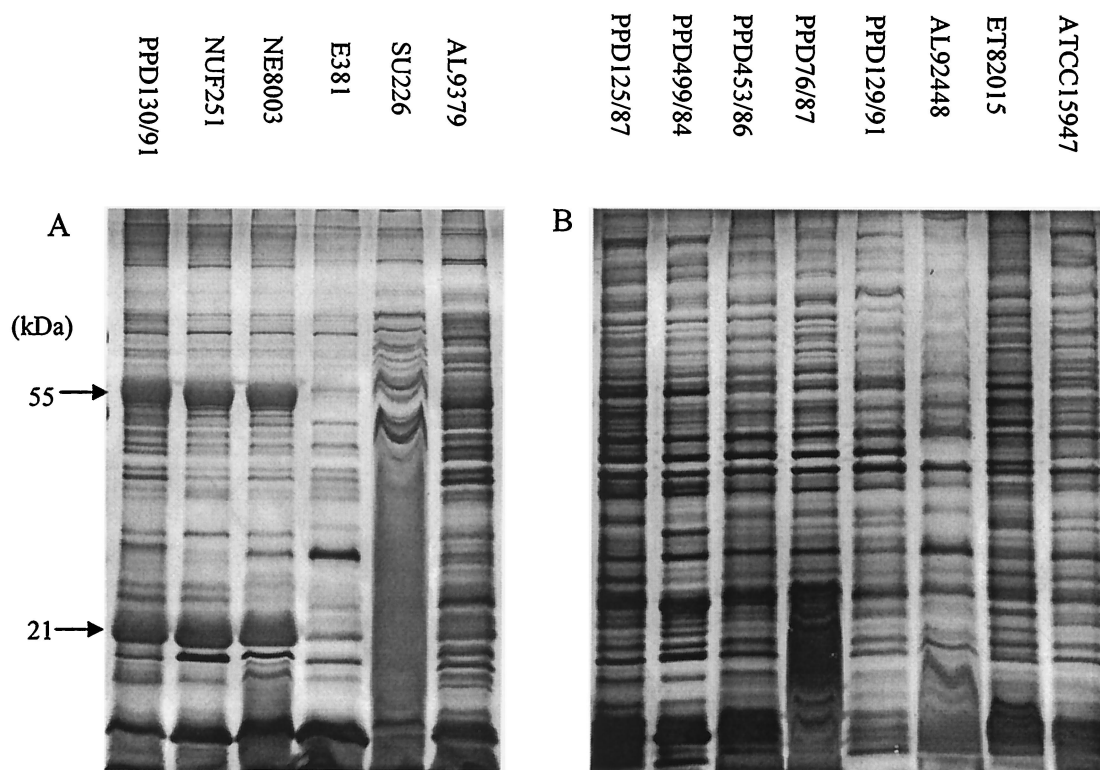 PPD130/91
NUF251
NE8003
E381
SU226
AL9379
PPD125/87
PPD499/84
PPD453/86
PPD76/87
PPD129/91
AL92448
ET82015
ATCC15947
A
B
(kDa)
55
21